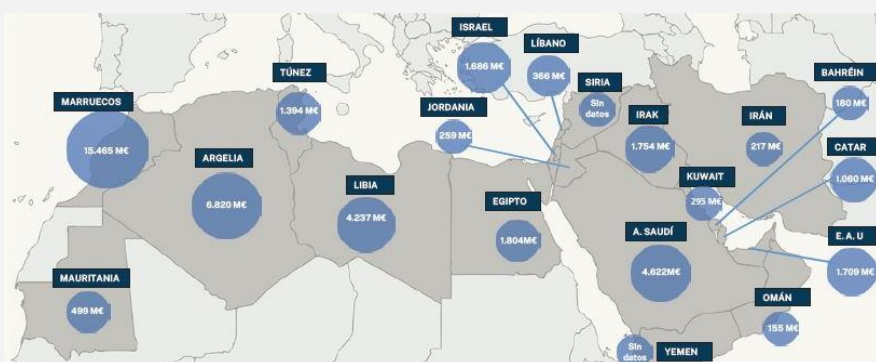 ISRAEL
1.686 M€
LÍBANO
366 M€
TÚNEZ
1.394 M€
SIRIA
Sin
datos
BAHRÉIN
180 M€
MARRUECOS
15.465 M€
JORDANIA
259 M€
IRAK
1.754 M€
IRÁN
217 M€
CATAR
1.060 M€
ARGELIA
6.820 M€
LIBIA
4.237 M€
EGIPTO
1.804M€
KUWAIT
295 M€
A. SAUDÍ
4.622M€
E. A. U
1.709 M€
MAURITANIA
499 M€
OMÁN
155 M€
Sin
datos
YEMEN